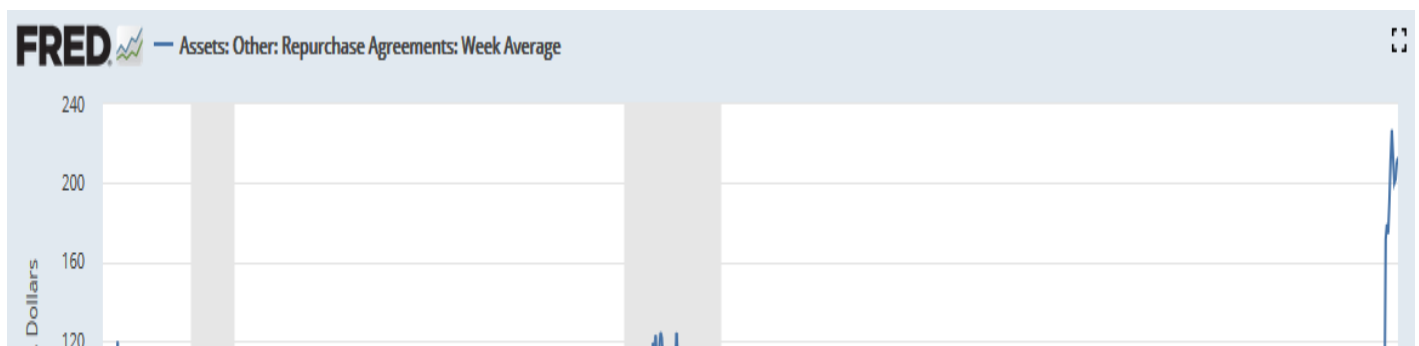 FRED — Assets: Other: Repurchase Agreements: Week Average
240
200
160
120
Dollars